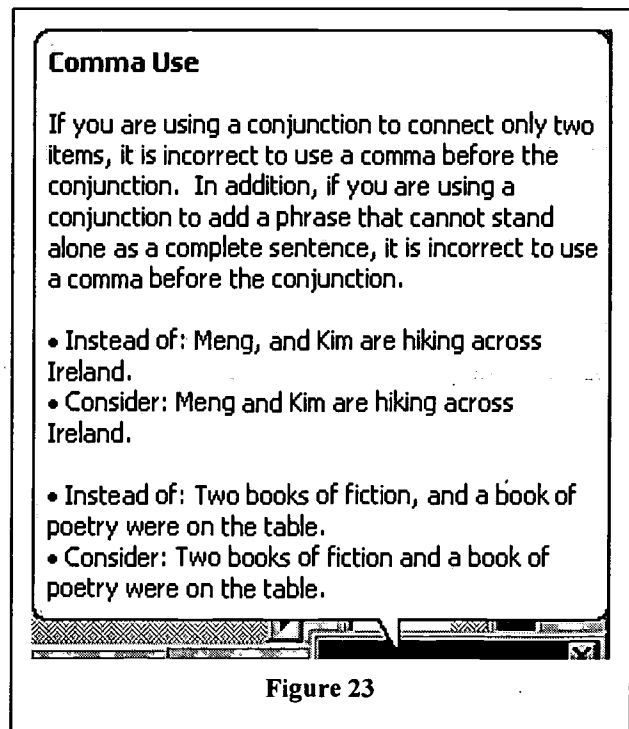 Comma Use
If you are using a conjunction to connect only two
items, it is incorrect to use a comma before the
conjunction.  In addition, if you are using a
conjunction to add a phrase that cannot stand
alone as a complete sentence, it is incorrect to use
a comma before the conjunction.
• Instead of: Meng, and Kim are hiking across
Ireland.
• Consider: Meng and Kim are hiking across
Ireland.
• Instead of: Two books of fiction, and a book of
poetry were on the table.
• Consider: Two books of fiction and a book of
poetry were on the table.
Figure 23